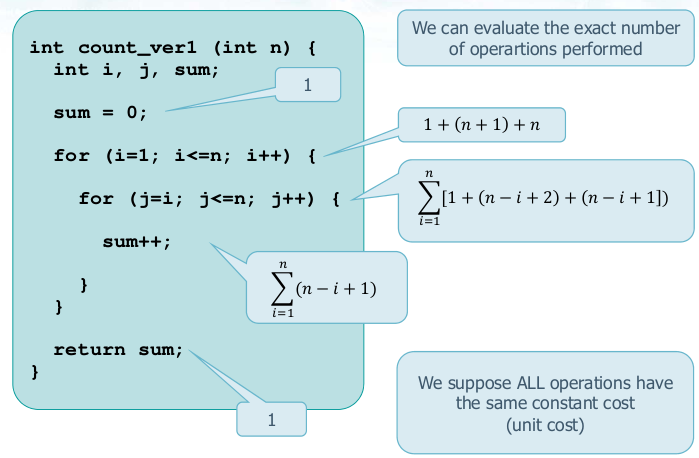 We can evaluate the exact number
of operartions performed
int count_ver1 (int n) {
int i, j, sum;
1
sum = 0;
1 + (n + 1) + n
for (i=1; i<=n; i++) {
for (j=i; j<=n; j++) {
n
∑[1 + (n − i + 2) + (n − i + 1])
i=1
sum++;
n
∑(n − i + 1)
i=1
}
}
return sum;
}
1
We suppose ALL operations have
the same constant cost
(unit cost)